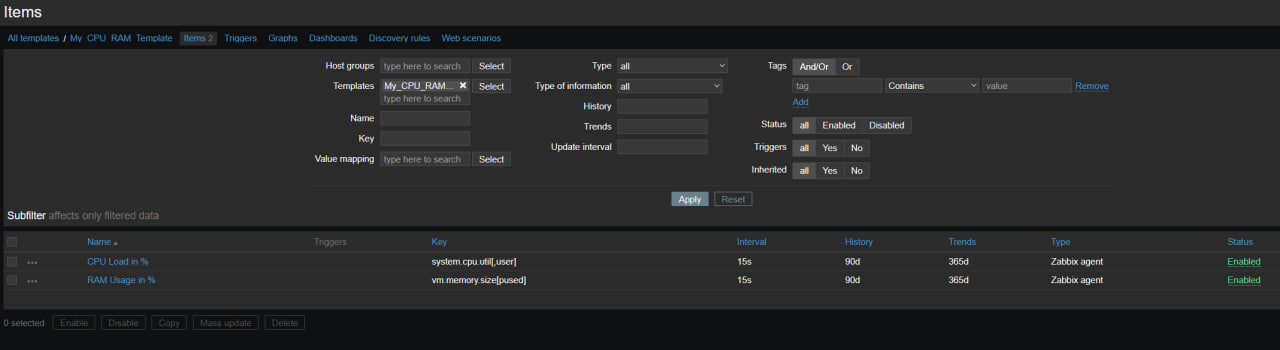 Items
All templates / My_CPU_RAM_Template Items 2 Triggers Graphs Dashboards Discovery rules Web scenarios
Host groups type here to search Select Type all Tags And/Or Or
Templates My_CPU_RAM... ✖ Select Type of information all tag Contains value Remove
type here to search Add
History
Name Trends Status all Enabled Disabled
Key Update interval Triggers all Yes No
Value mapping type here to search Select Inherited all Yes No
Apply Reset
Subfilter affects only filtered data
Name ▲ Triggers Key Interval History Trends Type Status
••• CPU Load in % system.cpu.util[,user] 15s 90d 365d Zabbix agent Enabled
••• RAM Usage in % vm.memory.size[pused] 15s 90d 365d Zabbix agent Enabled
0 selected Enable Disable Copy Mass update Delete